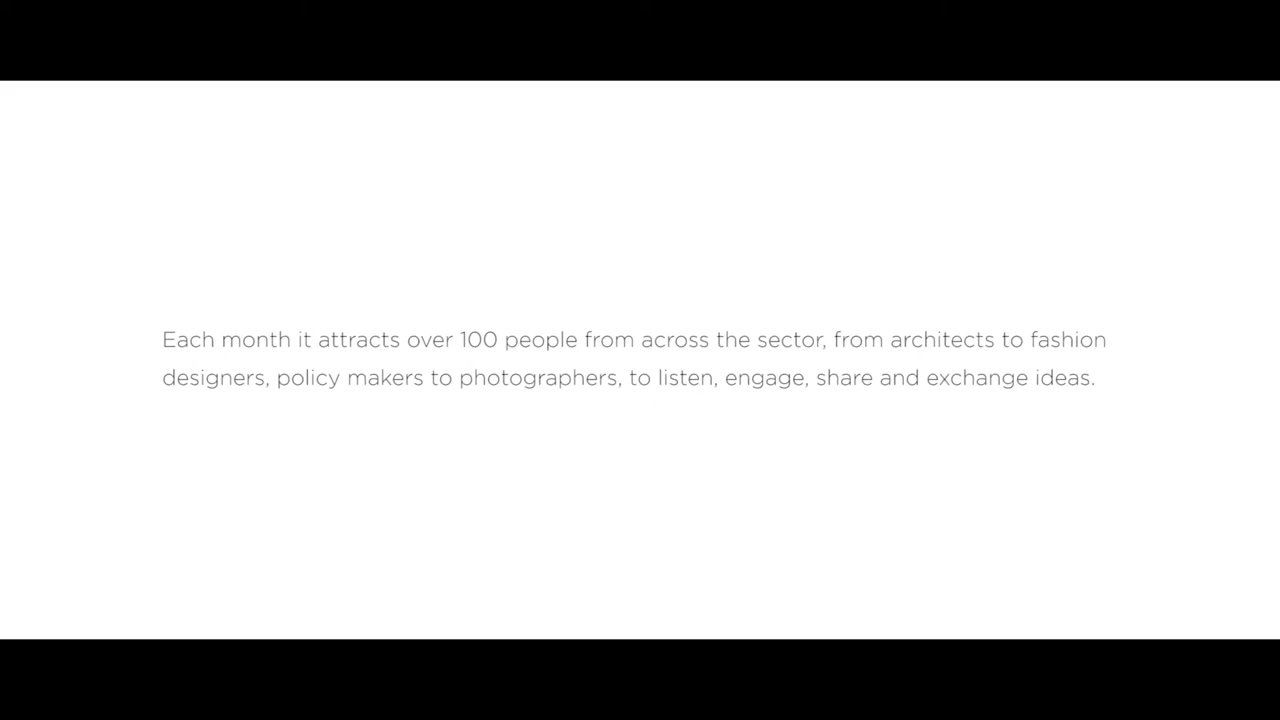 Each month it attracts over 100 people from across the sector, from architects to fashion
designers, policy makers to photographers, to listen, engage, share and exchange ideas.